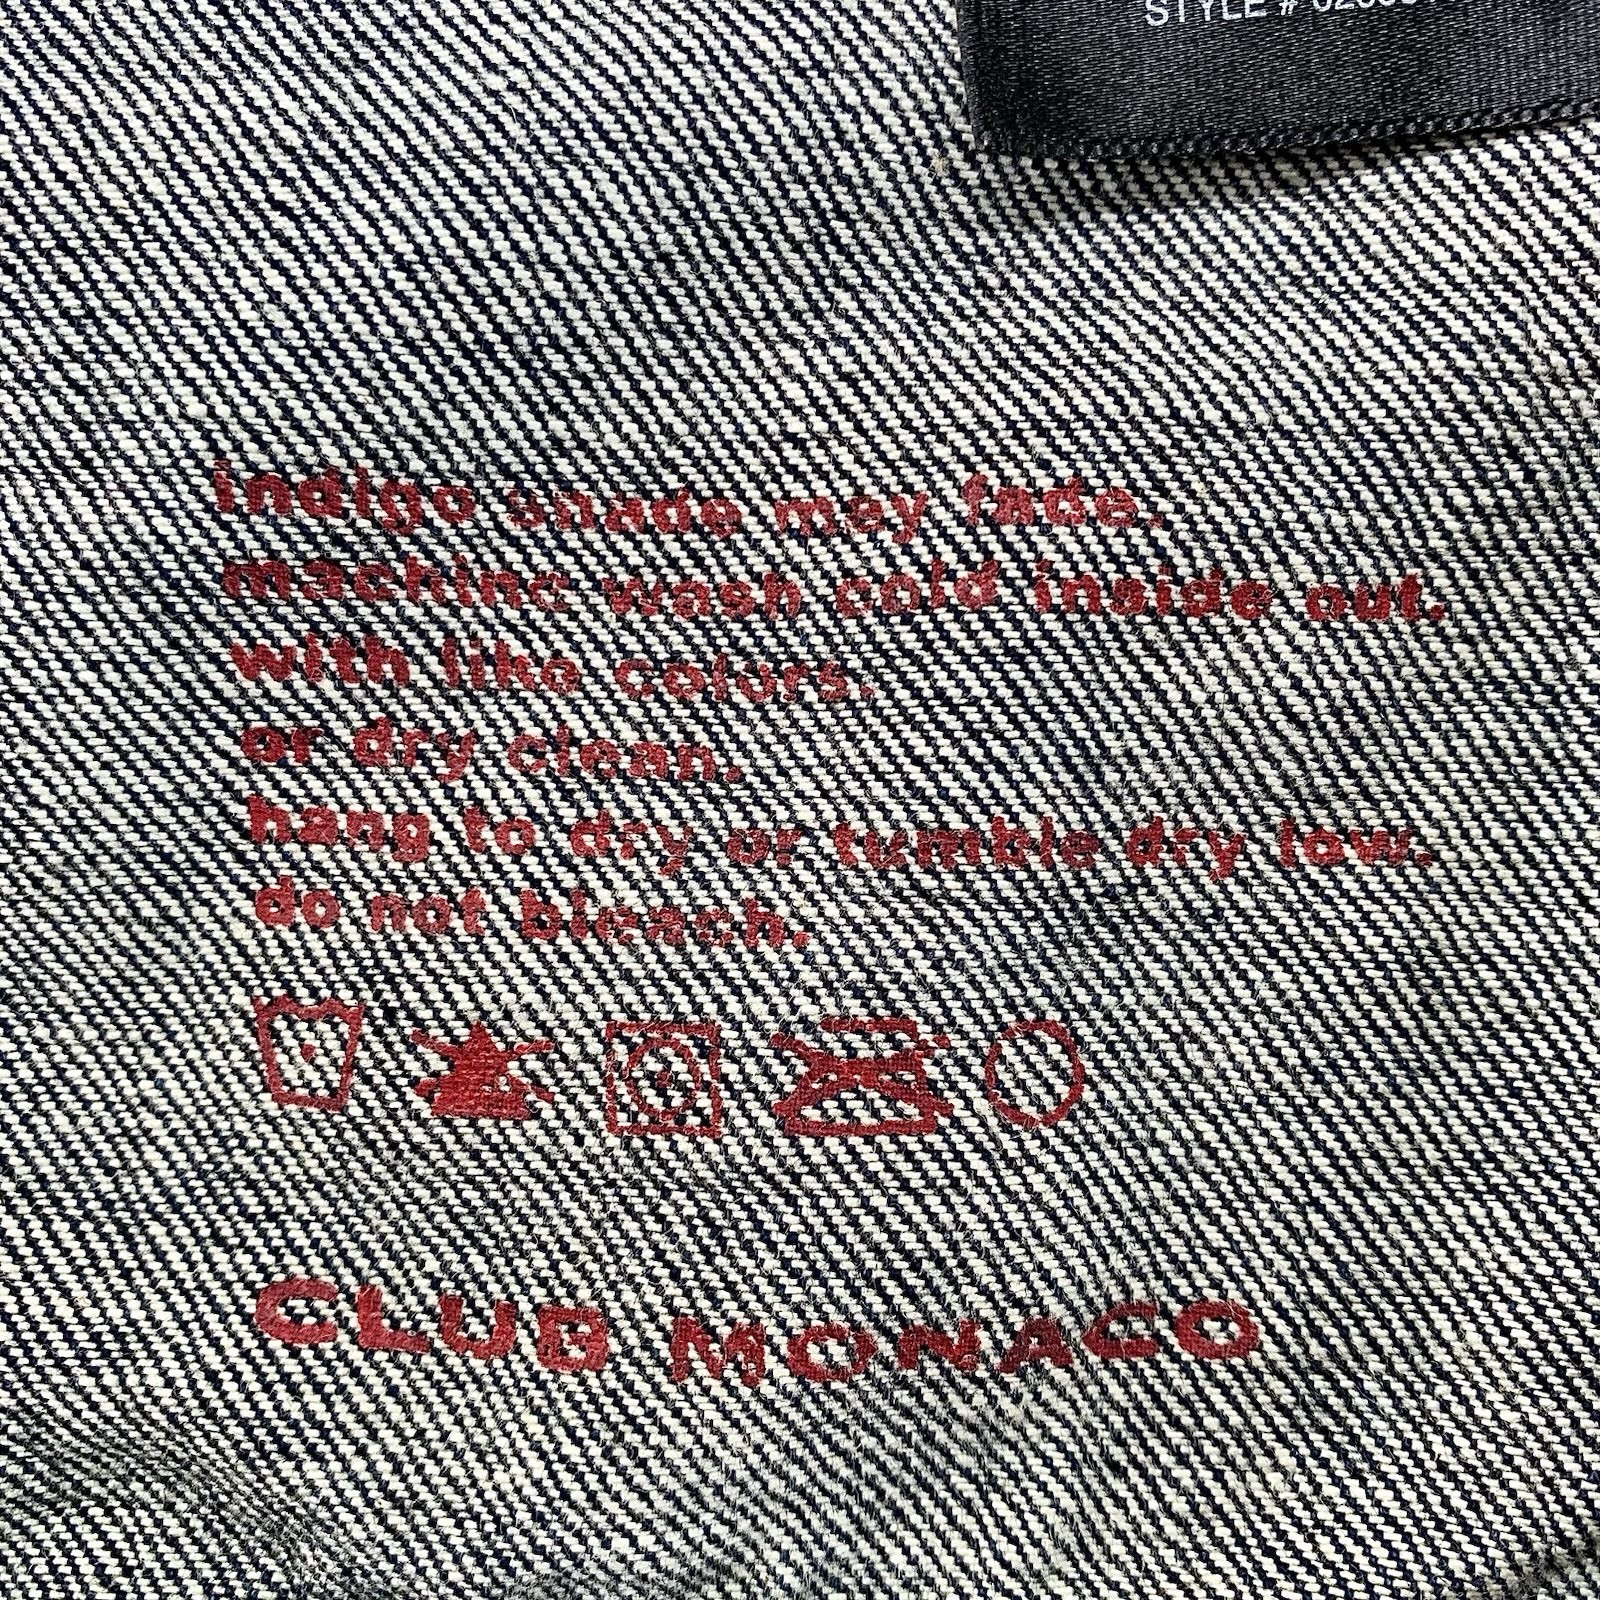 STYLE #
indigo shade may fade.
machine wash cold inside out.
with like colors.
or dry clean.
hang to dry or tumble dry low.
do not bleach.
CLUB MONACO